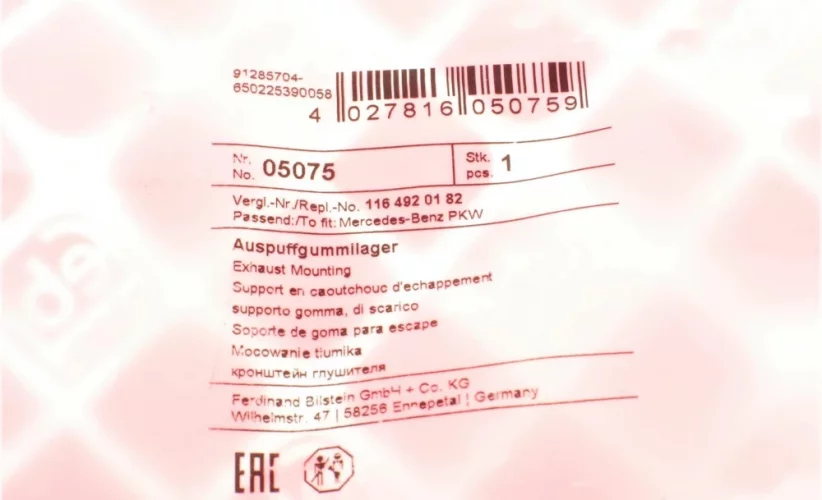 91285704-
650225390058
4 027816 050759
Nr.
No. 05075
Stk.
pcs. 1
Vergl.-Nr./Repl.-No. 116 492 01 82
Passend:/To fit: Mercedes-Benz PKW
Auspuffgummilager
Exhaust Mounting
Support en caoutchouc d'echappement
supporto gomma, di scarico
Soporte de goma para escape
Mocowanie tlumika
кронштейн глушителя
Ferdinand Bilstein GmbH + Co. KG
Wilhelmstr. 47 | 58256 Ennepetal | Germany
EAC